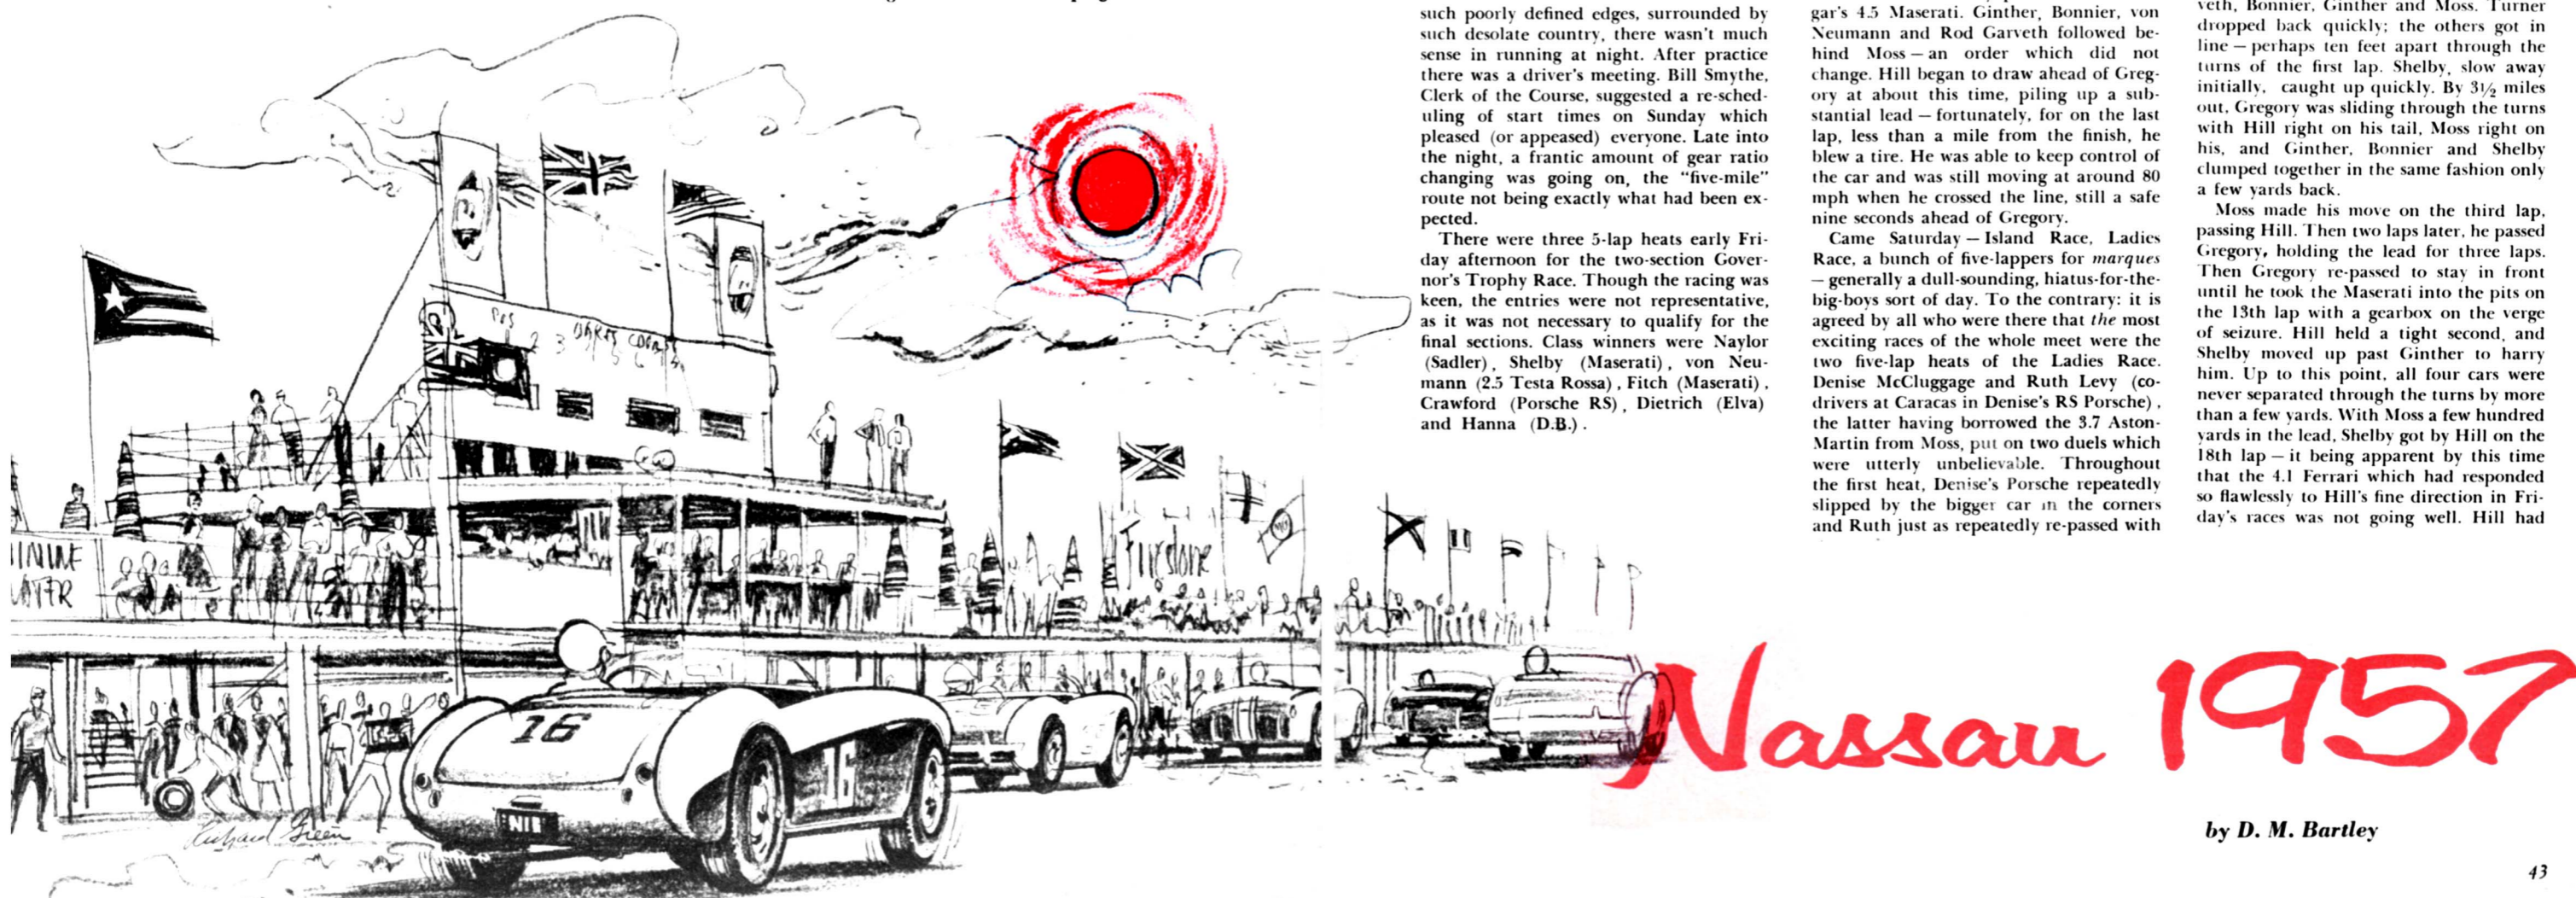 such poorly defined edges, surrounded by
such desolate country, there wasn't much
sense in running at night. After practice
there was a driver's meeting. Bill Smythe,
Clerk of the Course, suggested a re-sched-
uling of start times on Sunday which
pleased (or appeased) everyone. Late into
the night, a frantic amount of gear ratio
changing was going on, the "five-mile"
route not being exactly what had been ex-
pected.
There were three 5-lap heats early Fri-
day afternoon for the two-section Gover-
nor's Trophy Race. Though the racing was
keen, the entries were not representative,
as it was not necessary to qualify for the
final sections. Class winners were Naylor
(Sadler), Shelby (Maserati), von Neu-
mann (2.5 Testa Rossa), Fitch (Maserati),
Crawford (Porsche RS), Dietrich (Elva)
and Hanna (D.B.).
gar's 4.5 Maserati. Ginther, Bonnier, von
Neumann and Rod Garveth followed be-
hind Moss — an order which did not
change. Hill began to draw ahead of Greg-
ory at about this time, piling up a sub-
stantial lead — fortunately, for on the last
lap, less than a mile from the finish, he
blew a tire. He was able to keep control of
the car and was still moving at around 80
mph when he crossed the line, still a safe
nine seconds ahead of Gregory.
Came Saturday — Island Race, Ladies
Race, a bunch of five-lappers for marques
— generally a dull-sounding, hiatus-for-the-
big-boys sort of day. To the contrary: it is
agreed by all who were there that the most
exciting races of the whole meet were the
two five-lap heats of the Ladies Race.
Denise McCluggage and Ruth Levy (co-
drivers at Caracas in Denise's RS Porsche),
the latter having borrowed the 3.7 Aston-
Martin from Moss, put on two duels which
were utterly unbelievable. Throughout
the first heat, Denise's Porsche repeatedly
slipped by the bigger car in the corners
and Ruth just as repeatedly re-passed with
veth, Bonnier, Ginther and Moss. Turner
dropped back quickly; the others got in
line — perhaps ten feet apart through the
turns of the first lap. Shelby, slow away
initially, caught up quickly. By 3½ miles
out, Gregory was sliding through the turns
with Hill right on his tail, Moss right on
his, and Ginther, Bonnier and Shelby
clumped together in the same fashion only
a few yards back.
Moss made his move on the third lap,
passing Hill. Then two laps later, he passed
Gregory, holding the lead for three laps.
Then Gregory re-passed to stay in front
until he took the Maserati into the pits on
the 13th lap with a gearbox on the verge
of seizure. Hill held a tight second, and
Shelby moved up past Ginther to harry
him. Up to this point, all four cars were
never separated through the turns by more
than a few yards. With Moss a few hundred
yards in the lead, Shelby got by Hill on the
18th lap — it being apparent by this time
that the 4.1 Ferrari which had responded
so flawlessly to Hill's fine direction in Fri-
day's races was not going well. Hill had
Pos
2 3
Firestone
16
16
Richard Green
Nassau 1957
by D. M. Bartley
43